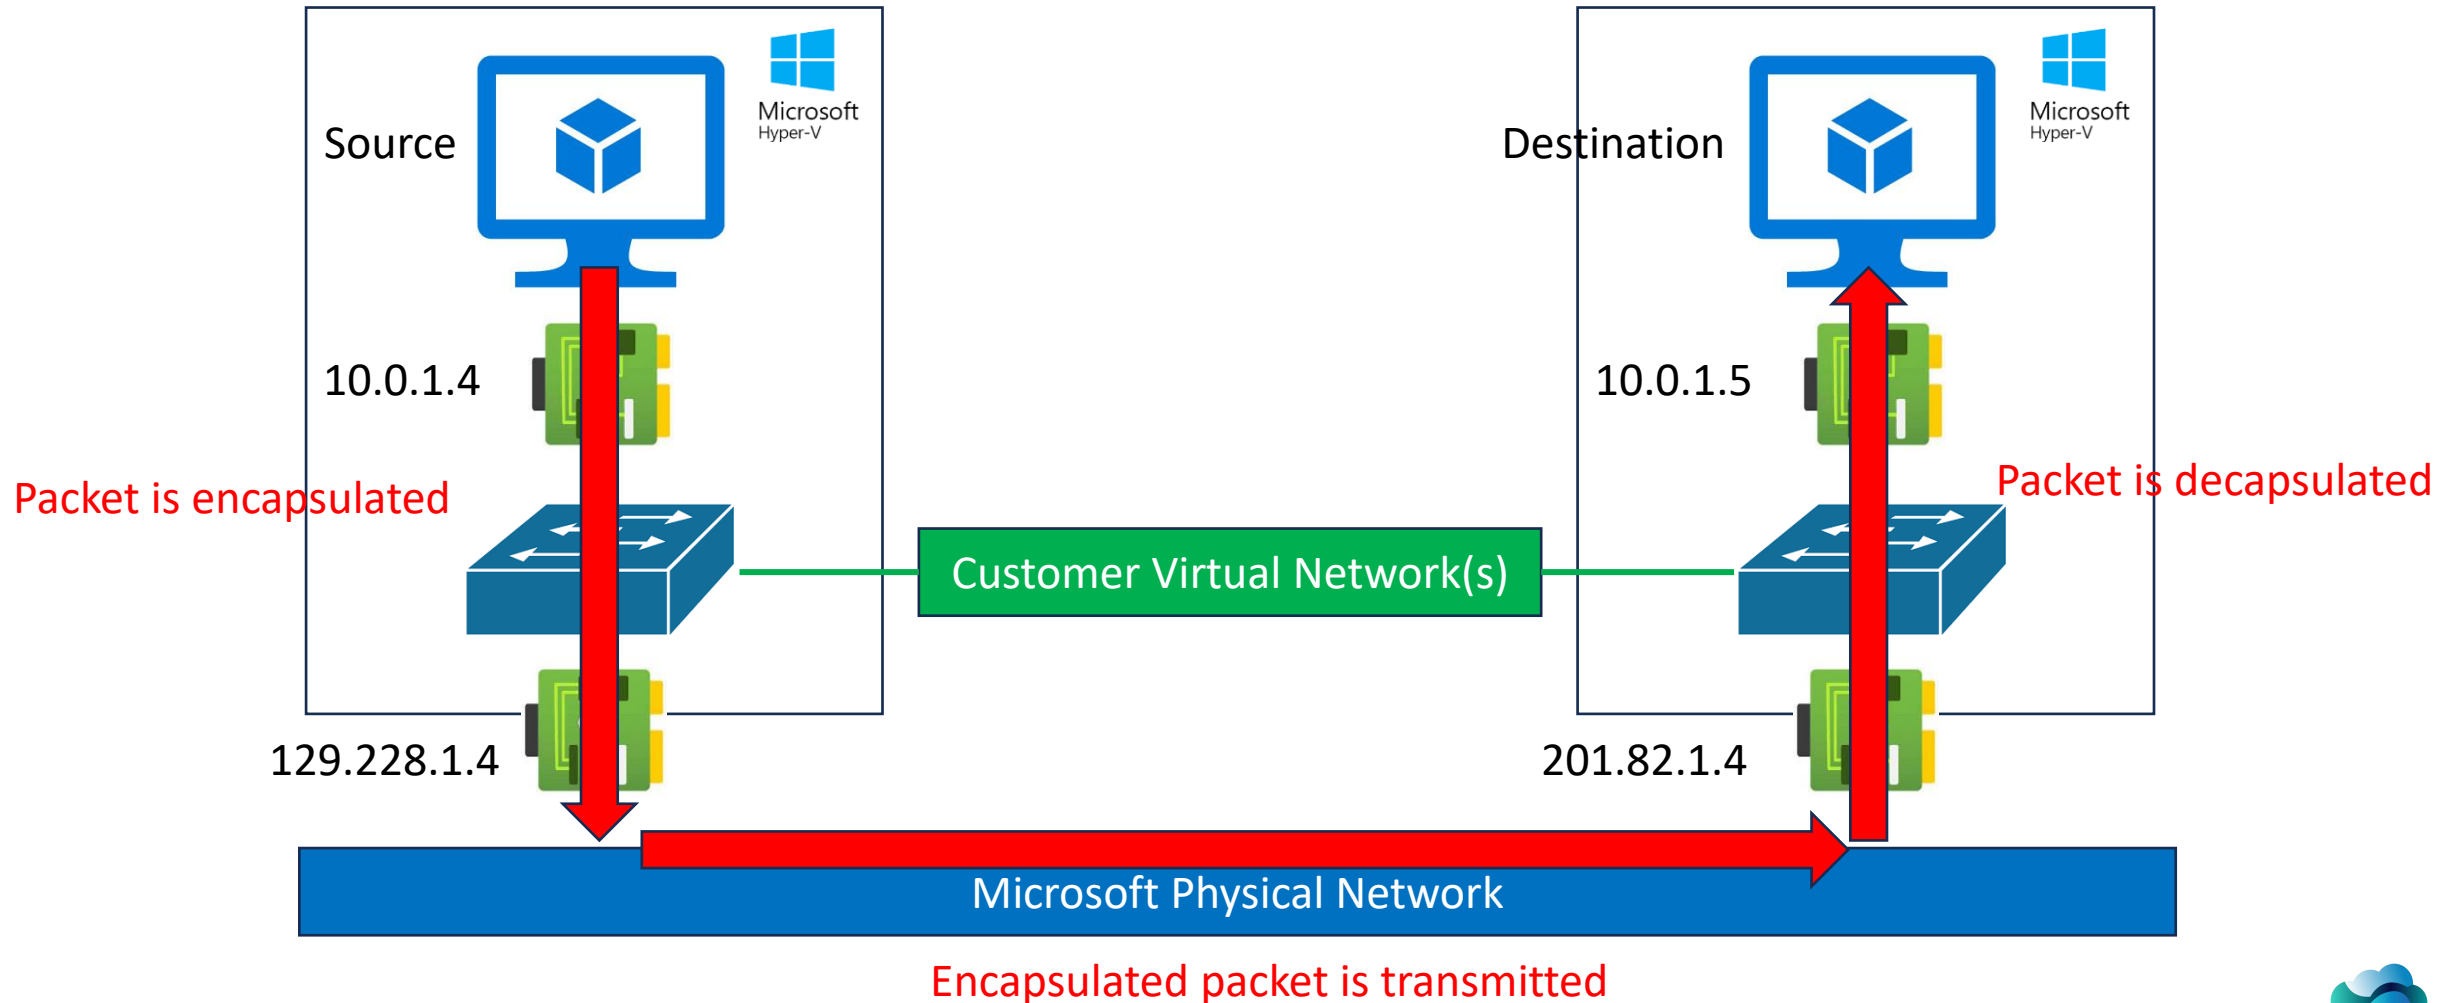 Source
Microsoft
Hyper-V
Destination
Microsoft
Hyper-V
10.0.1.4
10.0.1.5
Packet is encapsulated
Packet is decapsulated
Customer Virtual Network(s)
129.228.1.4
201.82.1.4
Microsoft Physical Network
Encapsulated packet is transmitted